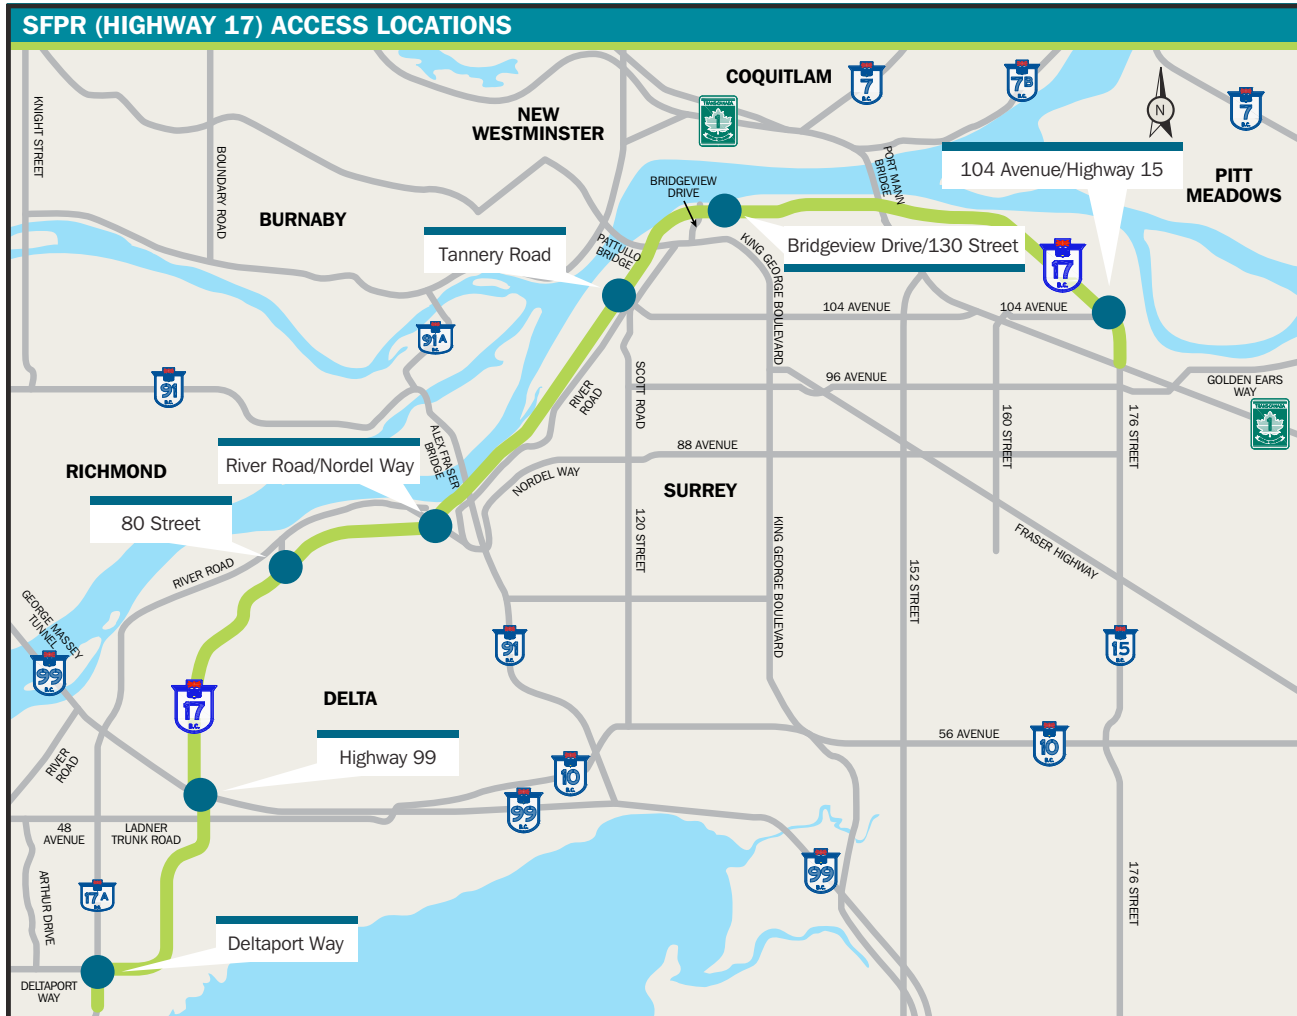 SFPR (HIGHWAY 17) ACCESS LOCATIONS
COQUITLAM
7
B.C.
7B
B.C.
7
B.C.
KNIGHT STREET
BOUNDARY ROAD
NEW
WESTMINSTER
TRANS-CANADA
1
N
PORT MANN
BRIDGE
104 Avenue/Highway 15
PITT
MEADOWS
BRIDGEVIEW
DRIVE
BURNABY
Tannery Road
PATTULLO
BRIDGE
KING GEORGE BOULEVARD
Bridgeview Drive/130 Street
17
B.C.
104 AVENUE
104 AVENUE
91A
91
B.C.
RIVER
ROAD
SCOTT ROAD
96 AVENUE
GOLDEN EARS
WAY
TRANS-CANADA
1
160 STREET
176 STREET
ALEX FRASER
BRIDGE
88 AVENUE
RICHMOND
River Road/Nordel Way
NORDEL WAY
SURREY
80 Street
120 STREET
KING GEORGE BOULEVARD
FRASER HIGHWAY
RIVER ROAD
152 STREET
GEORGE MASSEY
TUNNEL
99
B.C.
91
B.C.
15
B.C.
17
B.C.
DELTA
RIVER
ROAD
Highway 99
56 AVENUE
10
B.C.
10
B.C.
99
B.C.
48
AVENUE
LADNER
TRUNK ROAD
ARTHUR DRIVE
17A
99
B.C.
176 STREET
Deltaport Way
DELTAPORT
WAY